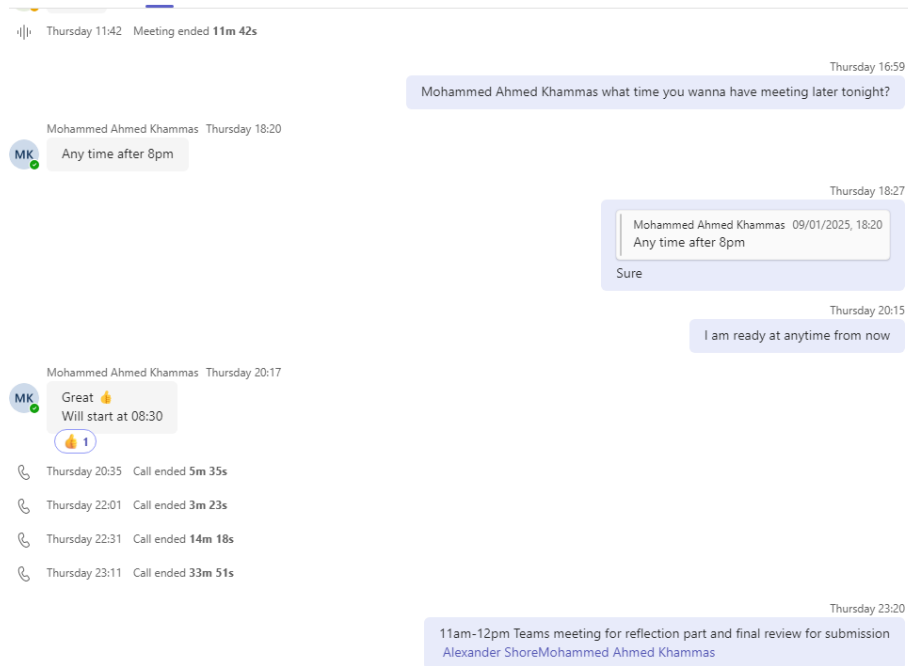 Thursday 11:42 Meeting ended 11m 42s
Thursday 16:59
Mohammed Ahmed Khammas what time you wanna have meeting later tonight?
Mohammed Ahmed Khammas Thursday 18:20
MK
Any time after 8pm
Thursday 18:27
Mohammed Ahmed Khammas 09/01/2025, 18:20
Any time after 8pm
Sure
Thursday 20:15
I am ready at anytime from now
Mohammed Ahmed Khammas Thursday 20:17
MK
Great 👍
Will start at 08:30
👍 1
Thursday 20:35 Call ended 5m 35s
Thursday 22:01 Call ended 3m 23s
Thursday 22:31 Call ended 14m 18s
Thursday 23:11 Call ended 33m 51s
Thursday 23:20
11am-12pm Teams meeting for reflection part and final review for submission
Alexander ShoreMohammed Ahmed Khammas